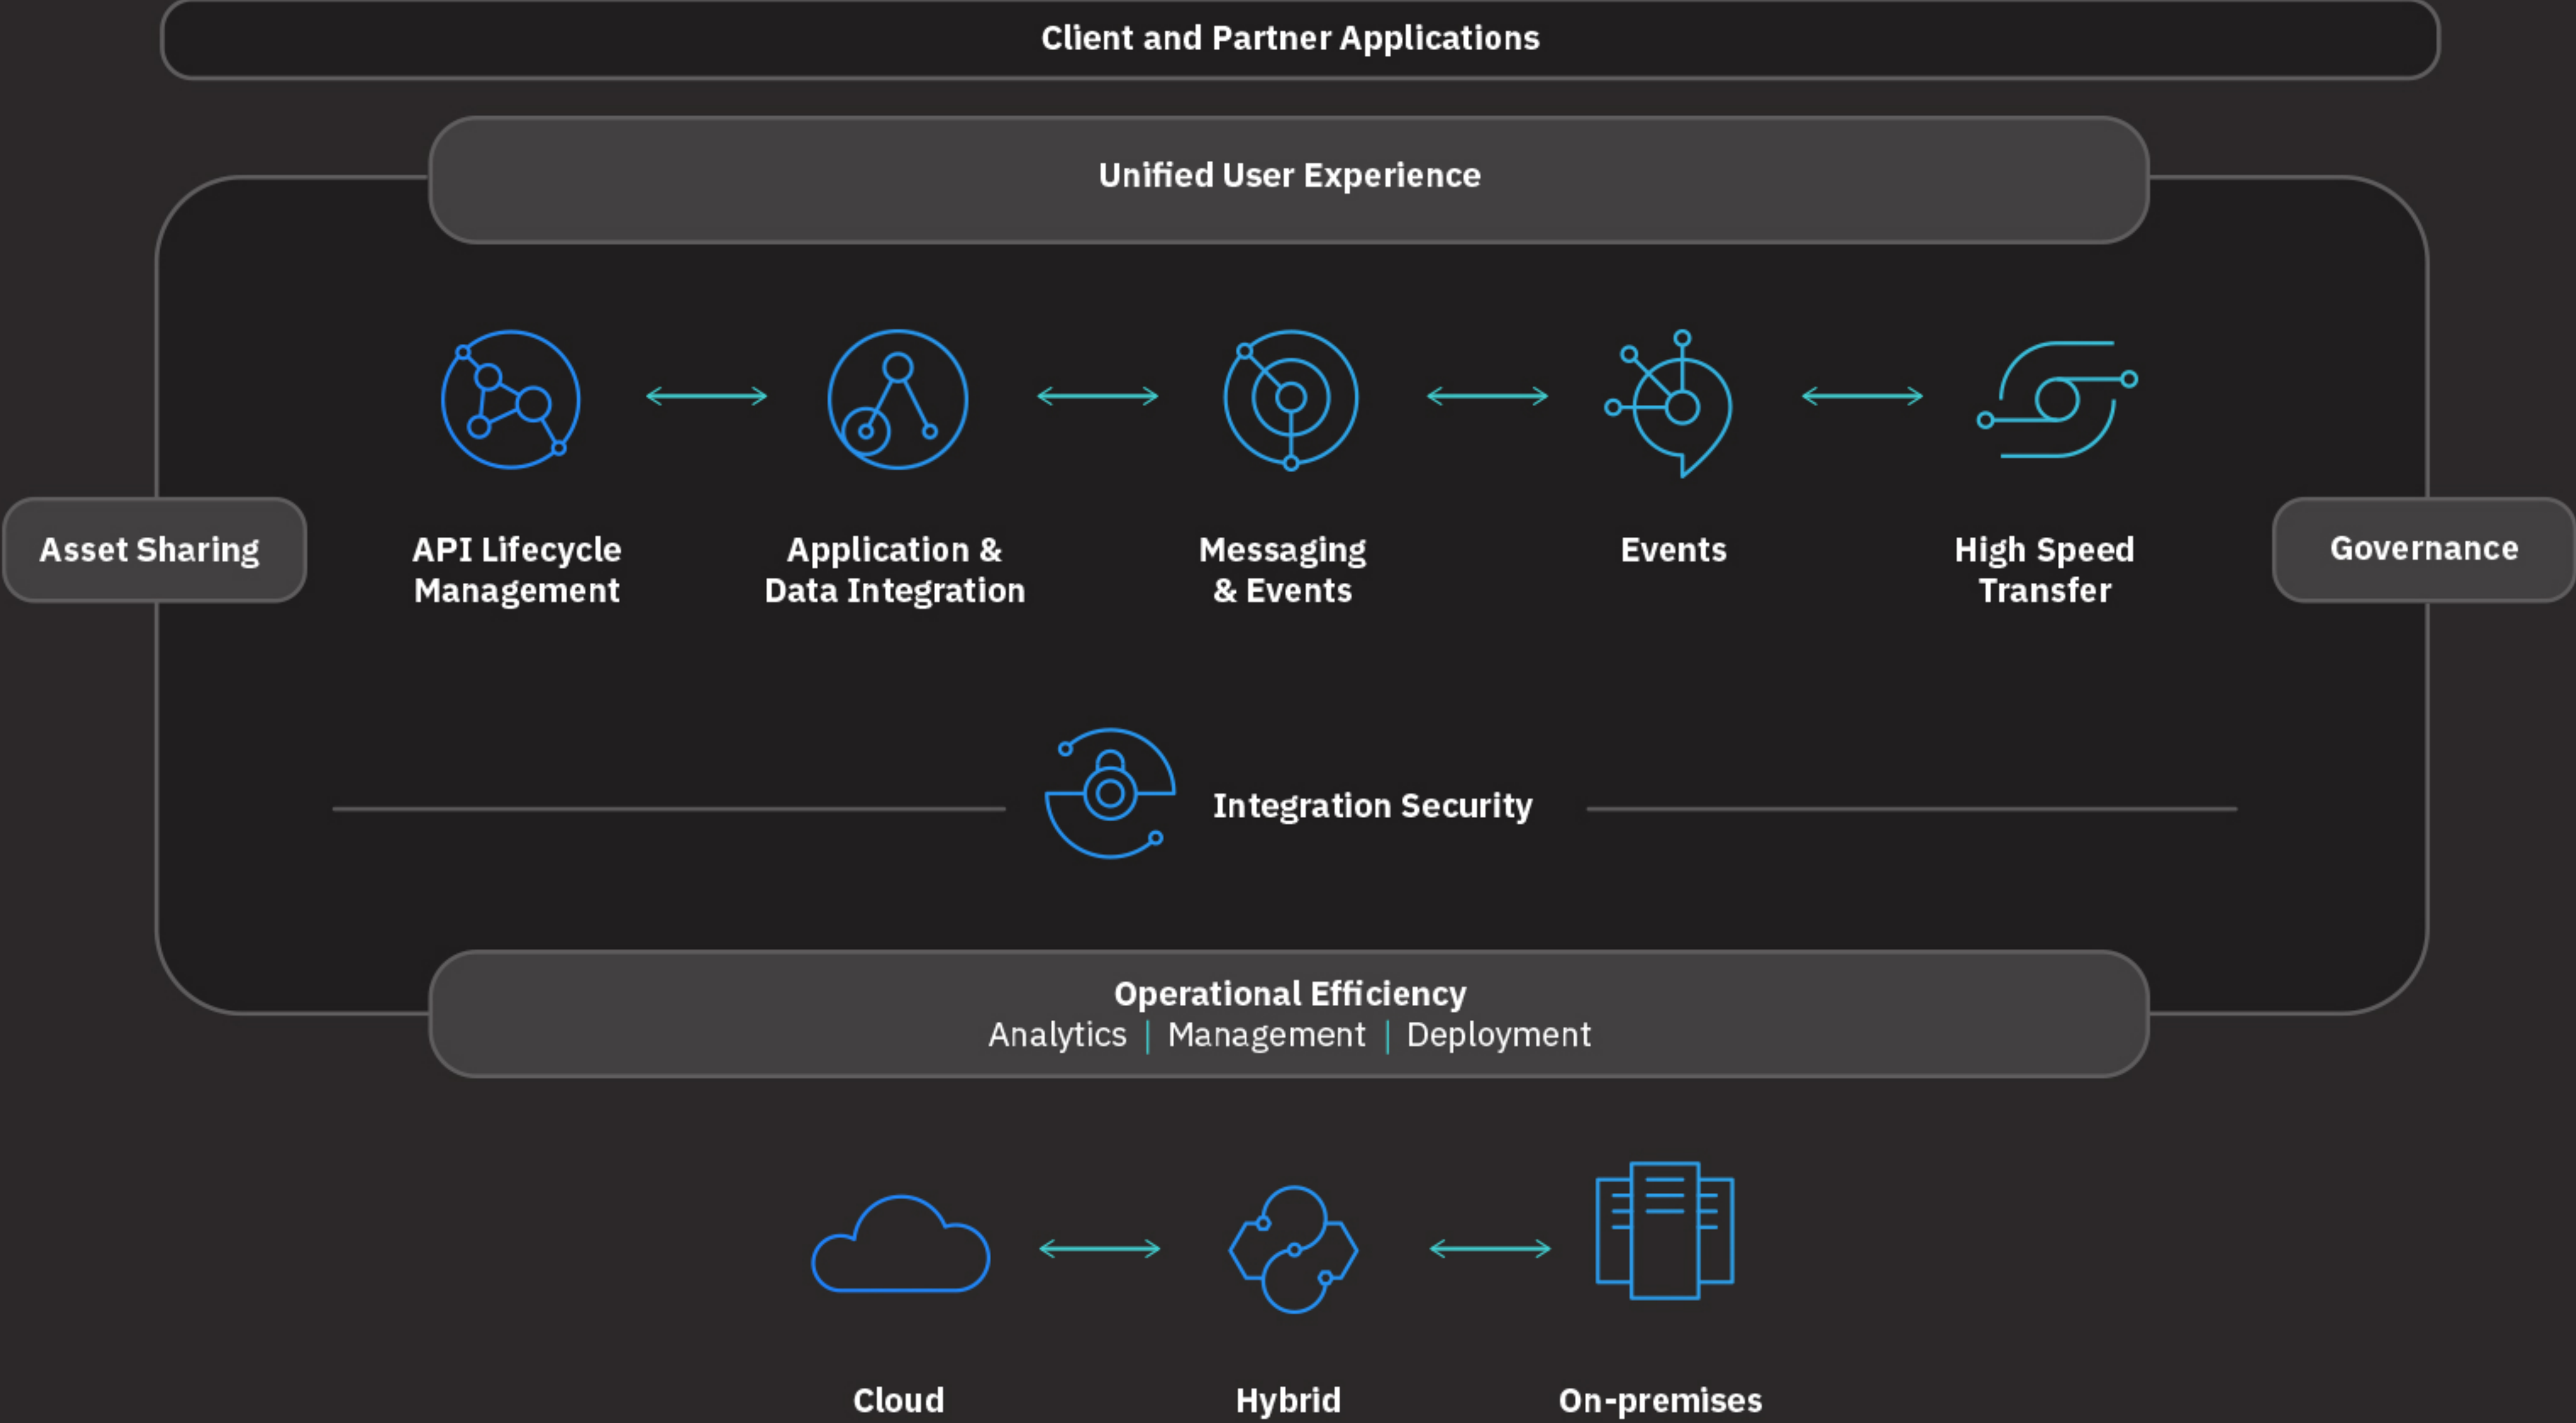 Client and Partner Applications
Unified User Experience
Asset Sharing
API Lifecycle
Management
Application &
Data Integration
Messaging
& Events
Events
High Speed
Transfer
Governance
Integration Security
Operational Efficiency
Analytics | Management | Deployment
Cloud
Hybrid
On-premises